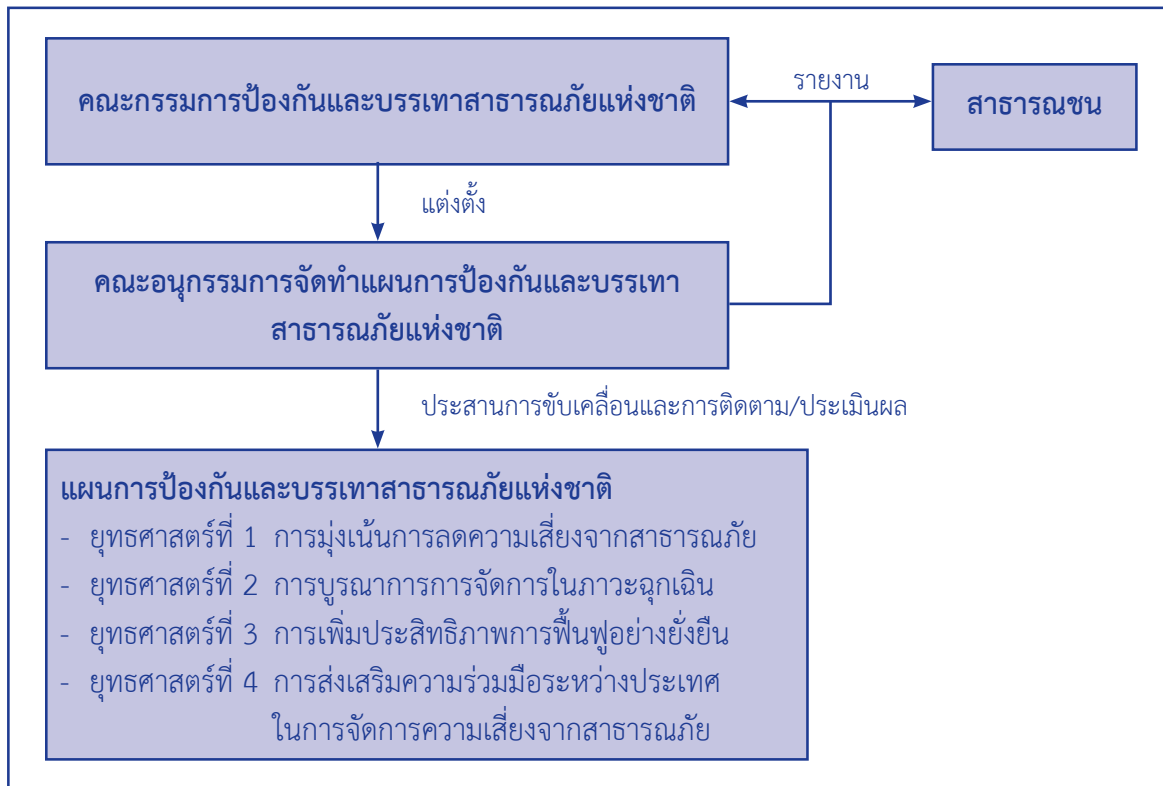 คณะกรรมการป้องกันและบรรเทาสาธารณภัยแห่งชาติ
รายงาน
สาธารณชน
แต่งตั้ง
คณะอนุกรรมการจัดทำแผนการป้องกันและบรรเทา
สาธารณภัยแห่งชาติ
ประสานการขับเคลื่อนและการติดตาม/ประเมินผล
แผนการป้องกันและบรรเทาสาธารณภัยแห่งชาติ
- ยุทธศาสตร์ที่ 1 การมุ่งเน้นการลดความเสี่ยงจากสาธารณภัย
- ยุทธศาสตร์ที่ 2 การบูรณาการการจัดการในภาวะฉุกเฉิน
- ยุทธศาสตร์ที่ 3 การเพิ่มประสิทธิภาพการฟื้นฟูอย่างยั่งยืน
- ยุทธศาสตร์ที่ 4 การส่งเสริมความร่วมมือระหว่างประเทศ
ในการจัดการความเสี่ยงจากสาธารณภัย